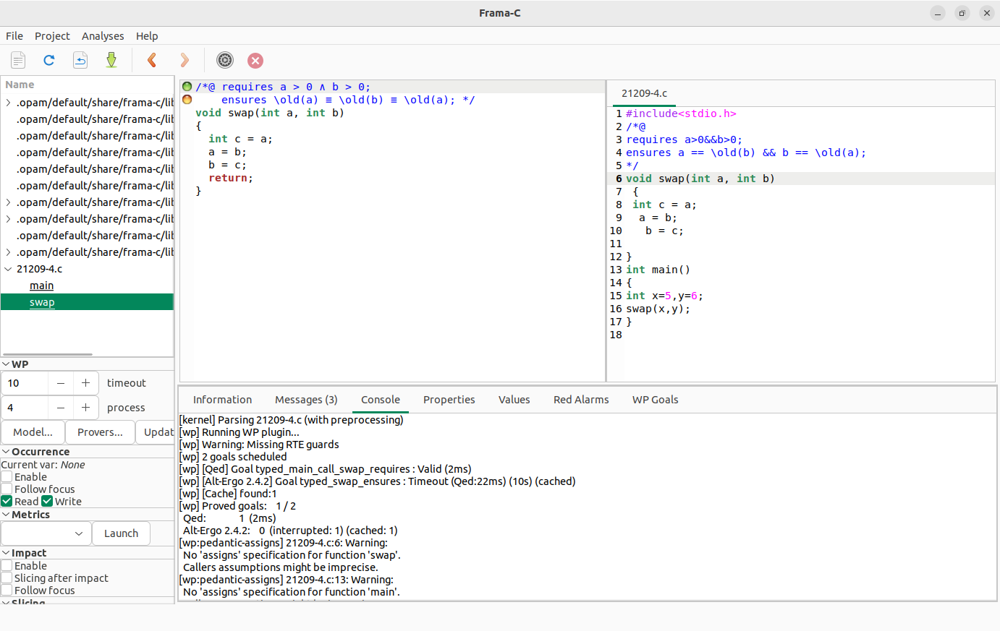 Frama-C
File Project Analyses Help
Name
.opam/default/share/frama-c/lib
.opam/default/share/frama-c/lib
.opam/default/share/frama-c/lib
.opam/default/share/frama-c/lib
.opam/default/share/frama-c/lib
.opam/default/share/frama-c/lib
.opam/default/share/frama-c/lib
.opam/default/share/frama-c/lib
.opam/default/share/frama-c/lib
.opam/default/share/frama-c/lib
21209-4.c
main
swap
WP
10 − + timeout
4 − + process
Model... Provers... Updat
Occurrence
Current var: None
Enable
Follow focus
Read Write
Metrics
Launch
Impact
Enable
Slicing after impact
Follow focus
Slicing
/*@ requires a > 0 ∧ b > 0;
ensures \old(a) ≡ \old(b) ≡ \old(a); */
void swap(int a, int b)
{
int c = a;
a = b;
b = c;
return;
}
21209-4.c
1 #include<stdio.h>
2 /*@
3 requires a>0&&b>0;
4 ensures a == \old(b) && b == \old(a);
5 */
6 void swap(int a, int b)
7 {
8 int c = a;
9 a = b;
10 b = c;
11
12 }
13 int main()
14 {
15 int x=5,y=6;
16 swap(x,y);
17 }
18
Information Messages (3) Console Properties Values Red Alarms WP Goals
[kernel] Parsing 21209-4.c (with preprocessing)
[wp] Running WP plugin...
[wp] Warning: Missing RTE guards
[wp] 2 goals scheduled
[wp] [Qed] Goal typed_main_call_swap_requires : Valid (2ms)
[wp] [Alt-Ergo 2.4.2] Goal typed_swap_ensures : Timeout (Qed:22ms) (10s) (cached)
[wp] [Cache] found:1
[wp] Proved goals: 1 / 2
Qed: 1 (2ms)
Alt-Ergo 2.4.2: 0 (interrupted: 1) (cached: 1)
[wp:pedantic-assigns] 21209-4.c:6: Warning:
No 'assigns' specification for function 'swap'.
Callers assumptions might be imprecise.
[wp:pedantic-assigns] 21209-4.c:13: Warning:
No 'assigns' specification for function 'main'.